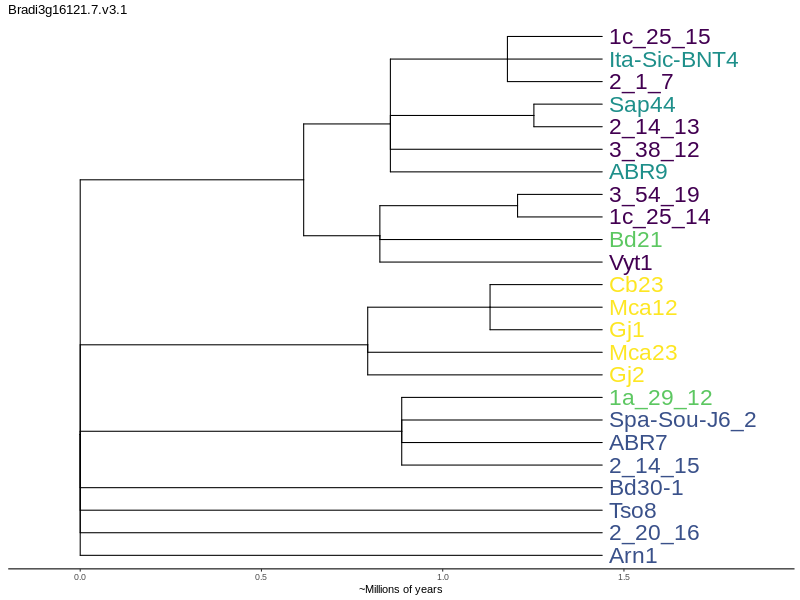 Bradi3g16121.7.v3.1
1c_25_15
Ita-Sic-BNT4
2_1_7
Sap44
2_14_13
3_38_12
ABR9
3_54_19
1c_25_14
Bd21
Vyt1
Cb23
Mca12
Gj1
Mca23
Gj2
1a_29_12
Spa-Sou-J6_2
ABR7
2_14_15
Bd30-1
Tso8
2_20_16
Arn1
0.0 0.5 1.0 1.5
~Millions of years